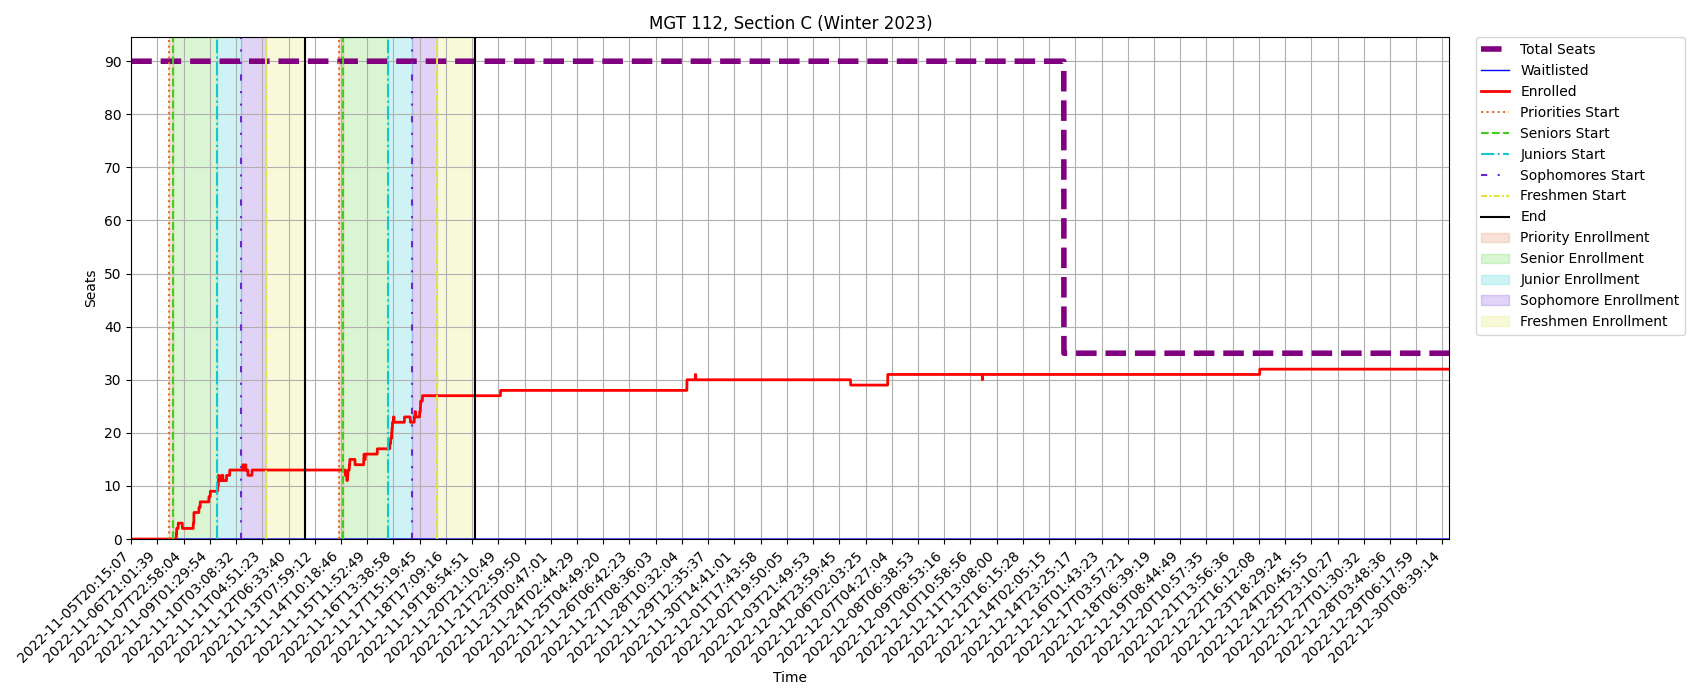 MGT 112, Section C (Winter 2023)
Total Seats
Waitlisted
Enrolled
Priorities Start
Seniors Start
Juniors Start
Sophomores Start
Freshmen Start
End
Priority Enrollment
Senior Enrollment
Junior Enrollment
Sophomore Enrollment
Freshmen Enrollment
Seats
90
80
70
60
50
40
30
20
10
0
2022-11-05T20:15:07
2022-11-06T21:01:39
2022-11-07T22:58:04
2022-11-09T01:29:54
2022-11-10T03:08:32
2022-11-11T04:51:23
2022-11-12T06:33:40
2022-11-13T07:59:12
2022-11-14T10:18:46
2022-11-15T11:52:49
2022-11-16T13:38:58
2022-11-17T15:19:45
2022-11-18T17:09:16
2022-11-19T18:54:51
2022-11-20T21:10:49
2022-11-21T22:59:50
2022-11-23T00:47:01
2022-11-24T02:44:29
2022-11-25T04:49:20
2022-11-26T06:42:23
2022-11-27T08:36:03
2022-11-28T10:32:04
2022-11-29T12:35:37
2022-11-30T14:41:01
2022-12-01T17:43:58
2022-12-02T19:50:05
2022-12-03T21:49:53
2022-12-04T23:59:45
2022-12-06T02:03:25
2022-12-07T04:27:04
2022-12-08T06:38:53
2022-12-09T08:53:16
2022-12-10T10:58:56
2022-12-11T13:08:00
2022-12-12T16:15:28
2022-12-14T02:05:15
2022-12-14T23:25:17
2022-12-16T01:43:23
2022-12-17T03:57:21
2022-12-18T06:39:19
2022-12-19T08:44:49
2022-12-20T10:57:35
2022-12-21T13:56:36
2022-12-22T16:12:08
2022-12-23T18:29:24
2022-12-24T20:45:55
2022-12-25T23:10:27
2022-12-27T01:30:32
2022-12-28T03:48:36
2022-12-29T06:17:59
2022-12-30T08:39:14
Time